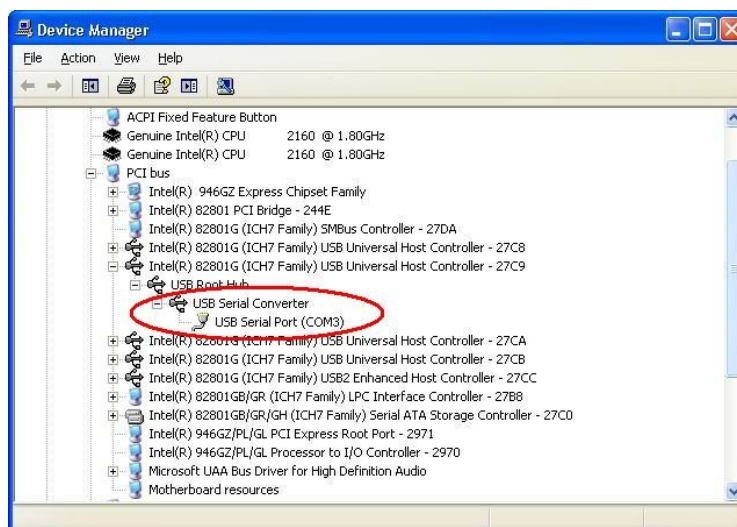 Device Manager
File Action View Help
ACPI Fixed Feature Button
Genuine Intel(R) CPU 2160 @ 1.80GHz
Genuine Intel(R) CPU 2160 @ 1.80GHz
PCI bus
Intel(R) 946GZ Express Chipset Family
Intel(R) 82801 PCI Bridge - 244E
Intel(R) 82801G (ICH7 Family) SMBus Controller - 27DA
Intel(R) 82801G (ICH7 Family) USB Universal Host Controller - 27C8
Intel(R) 82801G (ICH7 Family) USB Universal Host Controller - 27C9
USB Root Hub
USB Serial Converter
USB Serial Port (COM3)
Intel(R) 82801G (ICH7 Family) USB Universal Host Controller - 27CA
Intel(R) 82801G (ICH7 Family) USB Universal Host Controller - 27CB
Intel(R) 82801G (ICH7 Family) USB2 Enhanced Host Controller - 27CC
Intel(R) 82801GB/GR (ICH7 Family) LPC Interface Controller - 27B8
Intel(R) 82801GB/GR/GH (ICH7 Family) Serial ATA Storage Controller - 27C0
Intel(R) 946GZ/PL/GL PCI Express Root Port - 2971
Intel(R) 946GZ/PL/GL Processor to I/O Controller - 2970
Microsoft UAA Bus Driver for High Definition Audio
Motherboard resources